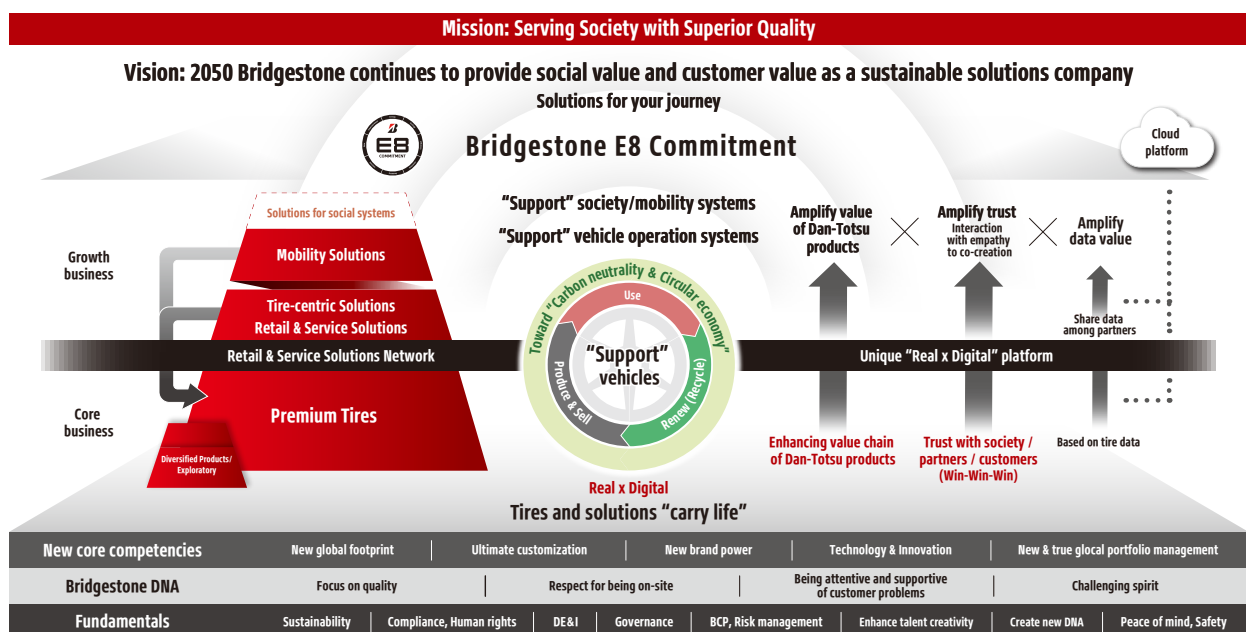 Mission: Serving Society with Superior Quality
Vision: 2050 Bridgestone continues to provide social value and customer value as a sustainable solutions company
Solutions for your journey
E8
COMMITMENT
Bridgestone E8 Commitment
Cloud
platform
Solutions for social systems
Mobility Solutions
Tire-centric Solutions
Retail & Service Solutions
Retail & Service Solutions Network
Premium Tires
Diversified Products/
Exploratory
Growth
business
Core
business
“Support” society/mobility systems
“Support” vehicle operation systems
Toward “Carbon neutrality & Circular economy”
Use
Produce & Sell
Renew (Recycle)
“Support”
vehicles
Real x Digital
Tires and solutions “carry life”
Amplify value
of Dan-Totsu
products
Amplify trust
Interaction
with empathy
to co-creation
Amplify
data value
Share data
among partners
Unique “Real x Digital” platform
Enhancing value chain
of Dan-Totsu products
Trust with society /
partners / customers
(Win-Win-Win)
Based on tire data
New core competencies
New global footprint
Ultimate customization
New brand power
Technology & Innovation
New & true glocal portfolio management
Bridgestone DNA
Focus on quality
Respect for being on-site
Being attentive and supportive
of customer problems
Challenging spirit
Fundamentals
Sustainability
Compliance, Human rights
DE&I
Governance
BCP, Risk management
Enhance talent creativity
Create new DNA
Peace of mind, Safety